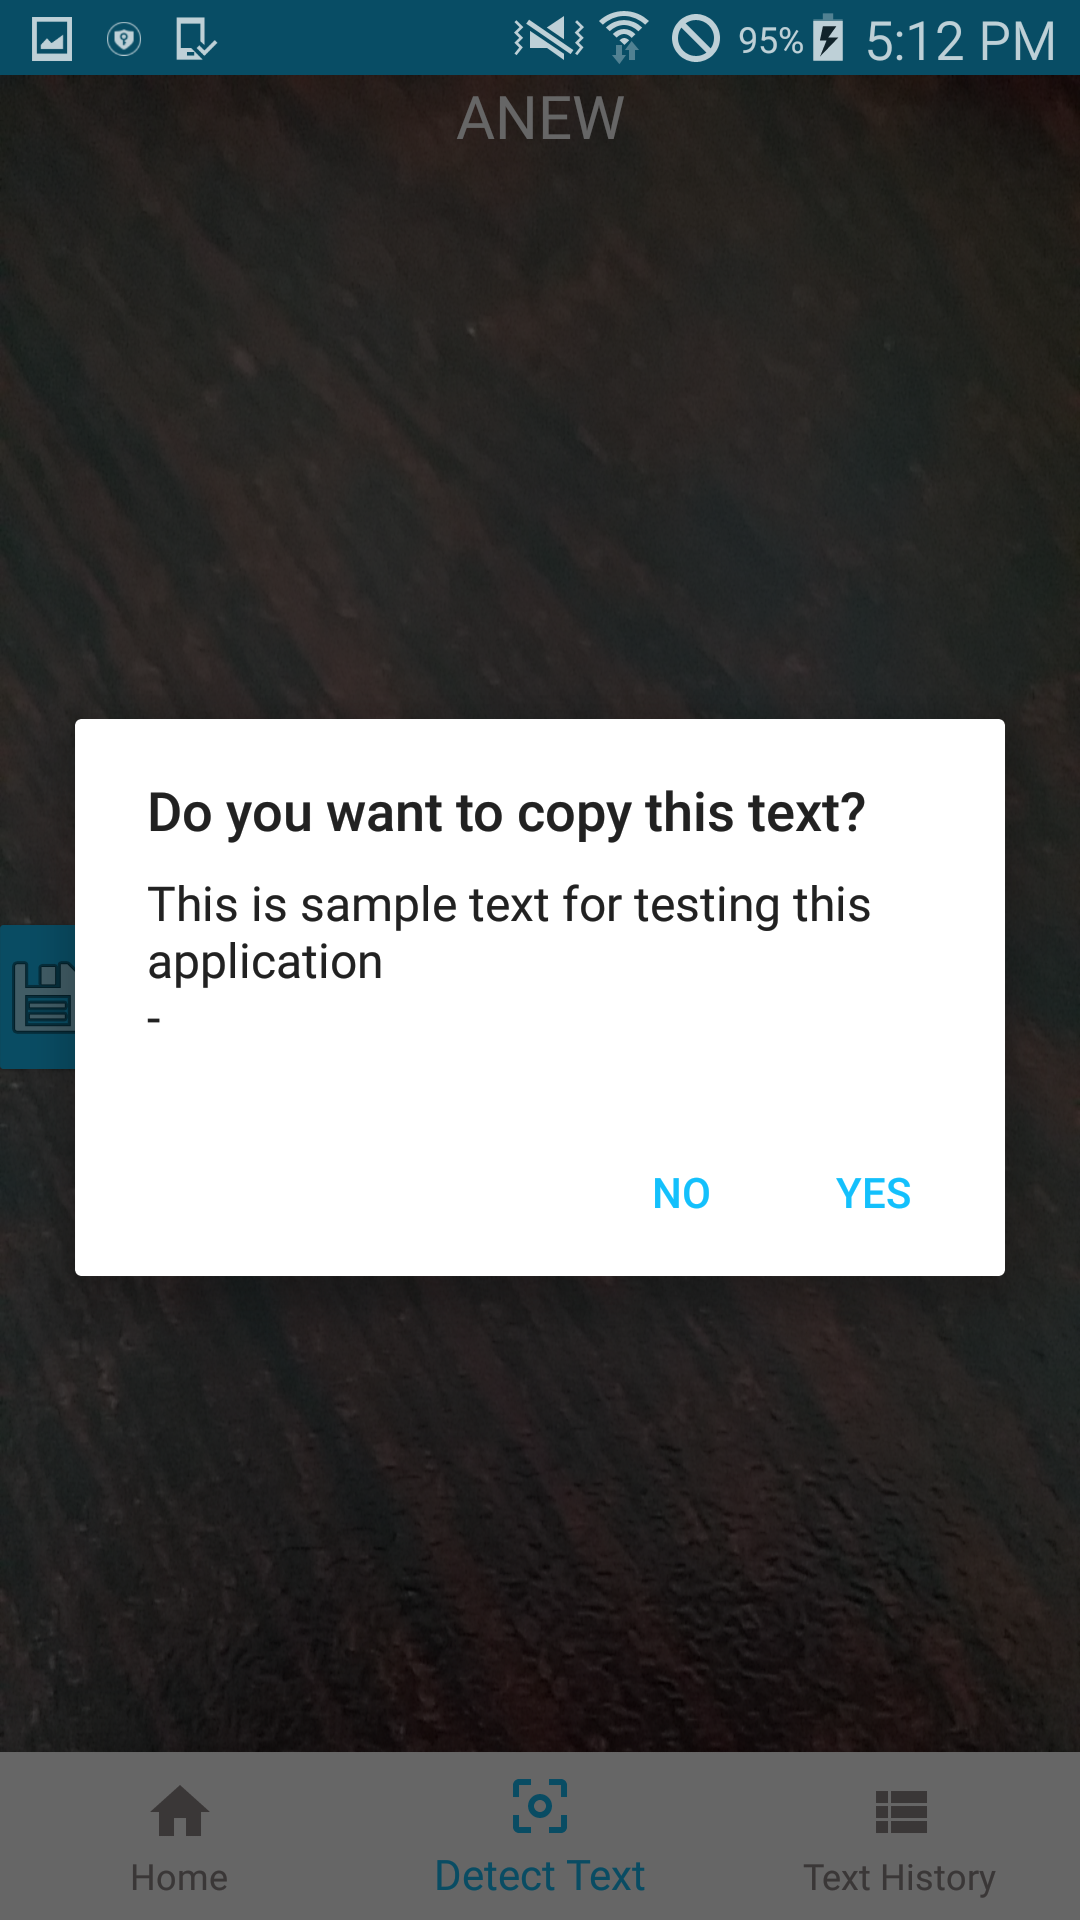 95% 5:12 PM
ANEW
Do you want to copy this text?
This is sample text for testing this
application
-
NO YES
Home Detect Text Text History